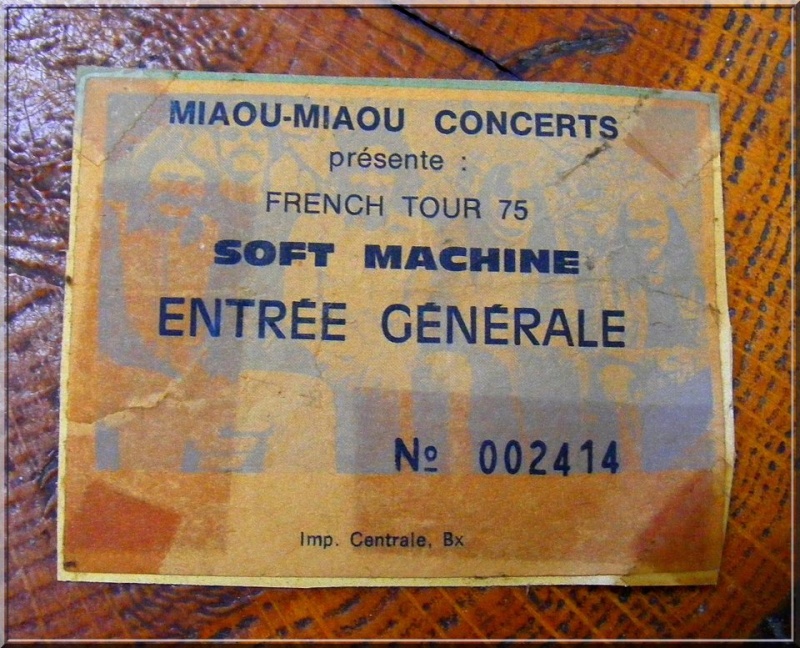 MIAOU-MIAOU CONCERTS
présente :
FRENCH TOUR 75
SOFT MACHINE
ENTRÉE GÉNÉRALE
Nº 002414
Imp. Centrale, Bx